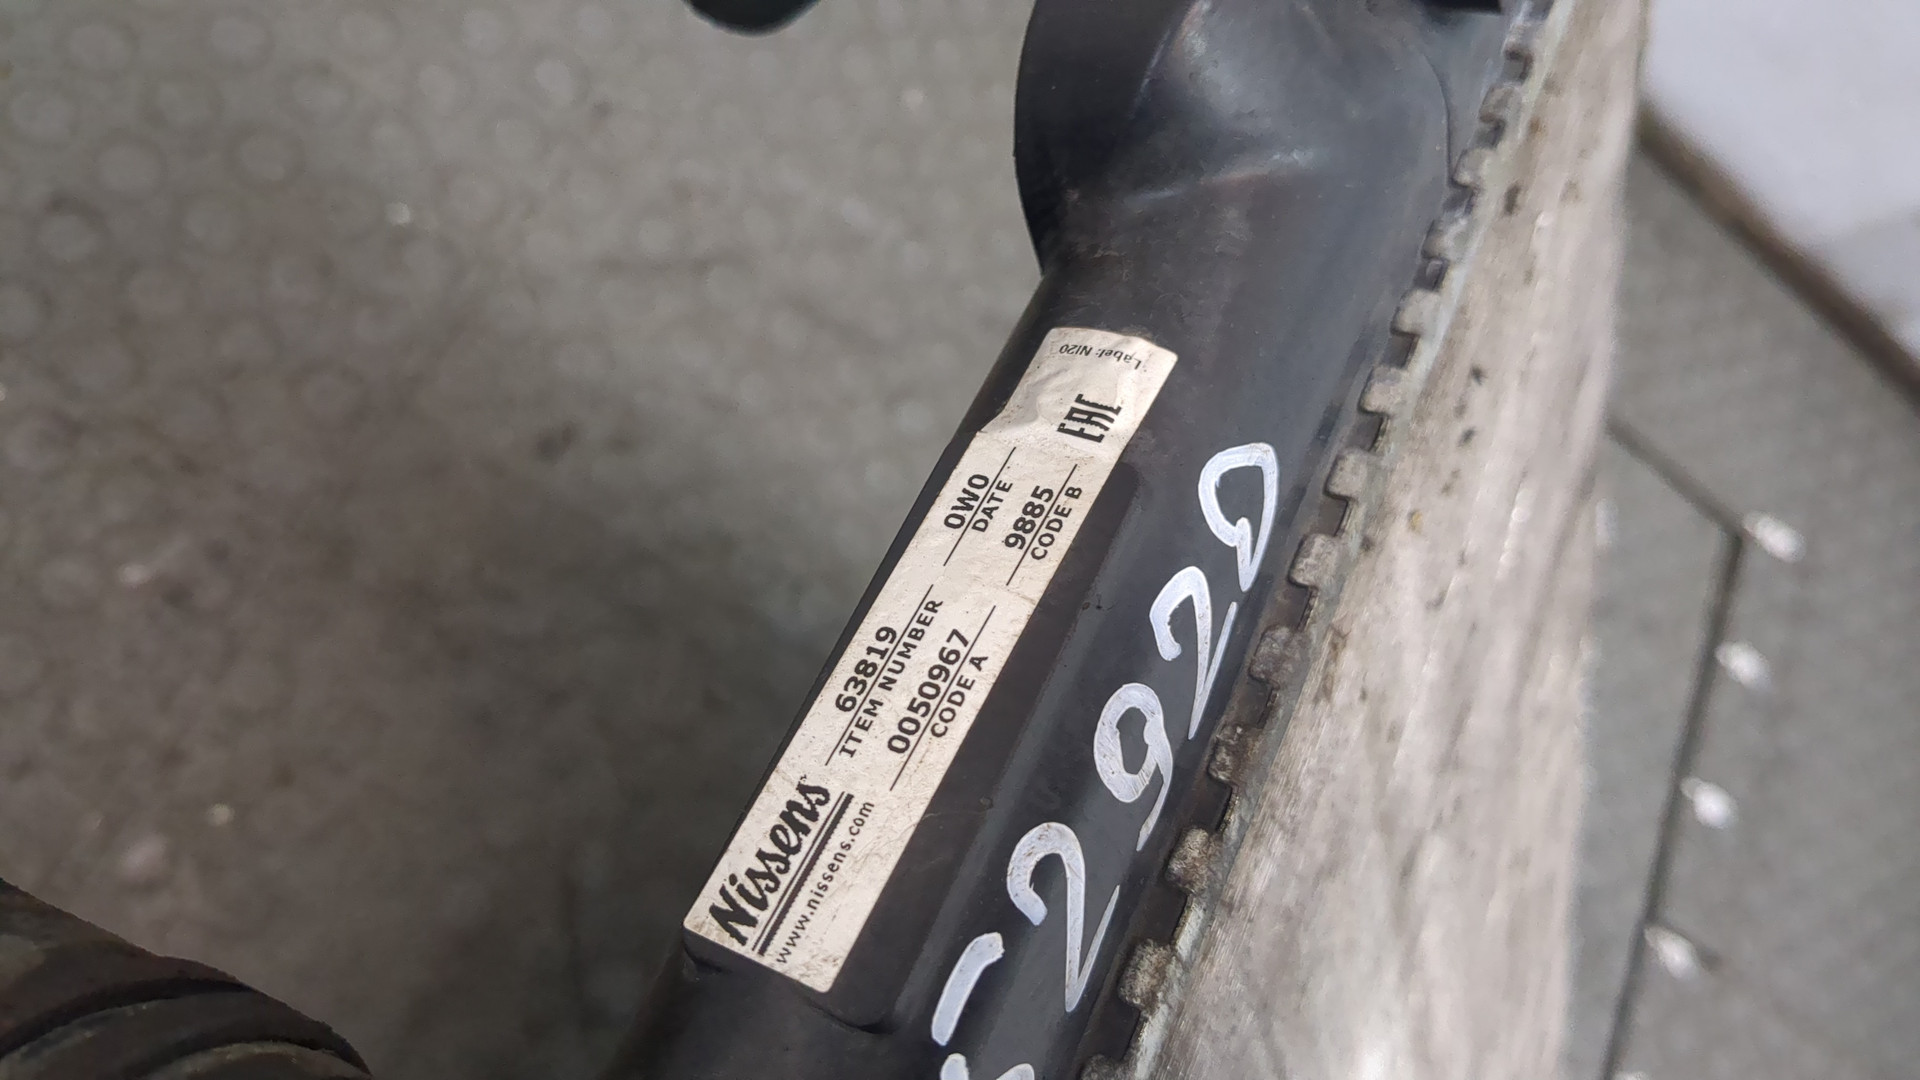 Nissens
www.nissens.com
63819
ITEM NUMBER
0050967
CODE A
0W0
DATE
9885
CODE B
EAC
Label: NI20
2920